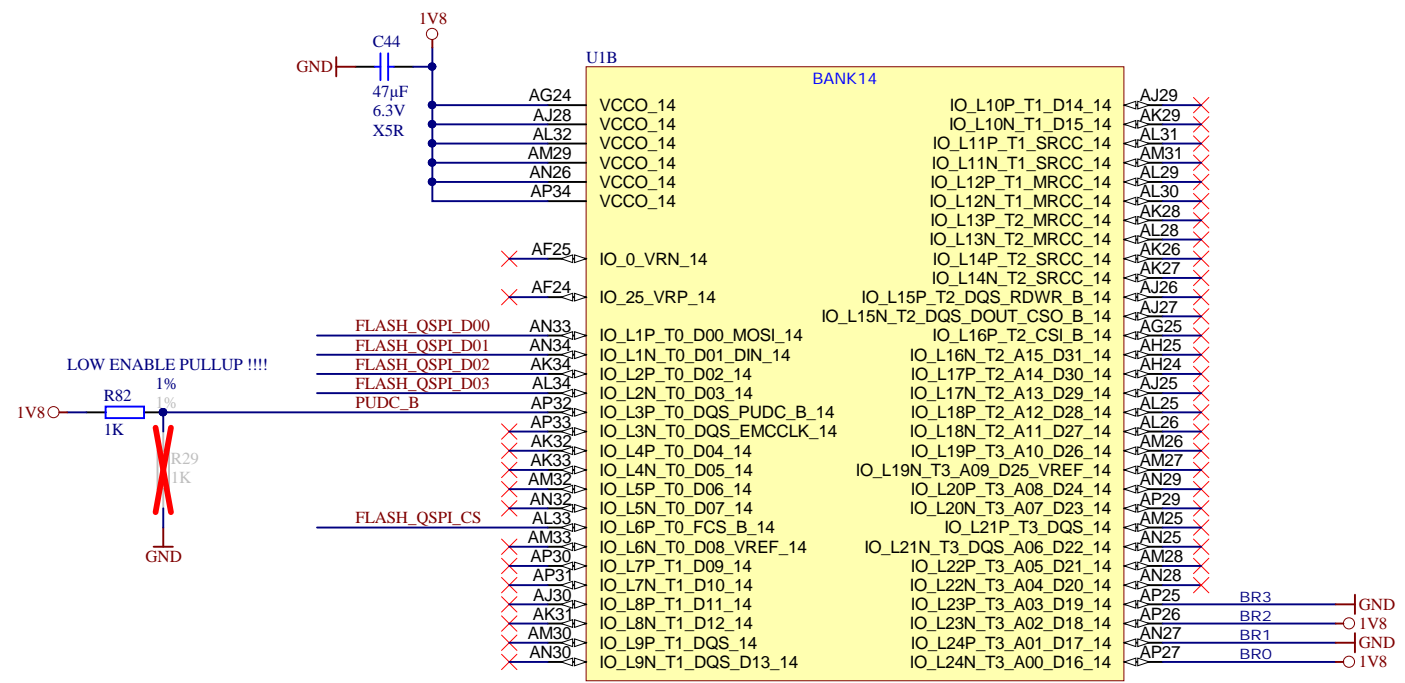 1V8
C44
GND
47µF
6.3V
X5R
U1B
BANK14
AG24 VCCO_14
AJ28 VCCO_14
AL32 VCCO_14
AM29 VCCO_14
AN26 VCCO_14
AP34 VCCO_14
AF25 IO_0_VRN_14
AF24 IO_25_VRP_14
FLASH_QSPI_D00 AN33 IO_L1P_T0_D00_MOSI_14
FLASH_QSPI_D01 AN34 IO_L1N_T0_D01_DIN_14
FLASH_QSPI_D02 AK34 IO_L2P_T0_D02_14
FLASH_QSPI_D03 AL34 IO_L2N_T0_D03_14
PUDC_B AP32 IO_L3P_T0_DQS_PUDC_B_14
AP33 IO_L3N_T0_DQS_EMCCLK_14
AK32 IO_L4P_T0_D04_14
AK33 IO_L4N_T0_D05_14
AM32 IO_L5P_T0_D06_14
AN32 IO_L5N_T0_D07_14
FLASH_QSPI_CS AL33 IO_L6P_T0_FCS_B_14
AM33 IO_L6N_T0_D08_VREF_14
AP30 IO_L7P_T1_D09_14
AP31 IO_L7N_T1_D10_14
AJ30 IO_L8P_T1_D11_14
AK31 IO_L8N_T1_D12_14
AM30 IO_L9P_T1_DQS_14
AN30 IO_L9N_T1_DQS_D13_14
LOW ENABLE PULLUP !!!!
1%
R82
1%
1V8
1K
R29
1K
GND
IO_L10P_T1_D14_14 AJ29
IO_L10N_T1_D15_14 AK29
IO_L11P_T1_SRCC_14 AL31
IO_L11N_T1_SRCC_14 AM31
IO_L12P_T1_MRCC_14 AL29
IO_L12N_T1_MRCC_14 AL30
IO_L13P_T2_MRCC_14 AK28
IO_L13N_T2_MRCC_14 AL28
IO_L14P_T2_SRCC_14 AK26
IO_L14N_T2_SRCC_14 AK27
IO_L15P_T2_DQS_RDWR_B_14 AJ26
IO_L15N_T2_DQS_DOUT_CSO_B_14 AJ27
IO_L16P_T2_CSI_B_14 AG25
IO_L16N_T2_A15_D31_14 AH25
IO_L17P_T2_A14_D30_14 AH24
IO_L17N_T2_A13_D29_14 AJ25
IO_L18P_T2_A12_D28_14 AL25
IO_L18N_T2_A11_D27_14 AL26
IO_L19P_T3_A10_D26_14 AM26
IO_L19N_T3_A09_D25_VREF_14 AM27
IO_L20P_T3_A08_D24_14 AN29
IO_L20N_T3_A07_D23_14 AP29
IO_L21P_T3_DQS_14 AM25
IO_L21N_T3_DQS_A06_D22_14 AN25
IO_L22P_T3_A05_D21_14 AM28
IO_L22N_T3_A04_D20_14 AN28
IO_L23P_T3_A03_D19_14 AP25 BR3 GND
IO_L23N_T3_A02_D18_14 AP26 BR2 1V8
IO_L24P_T3_A01_D17_14 AN27 BR1 GND
IO_L24N_T3_A00_D16_14 AP27 BR0 1V8